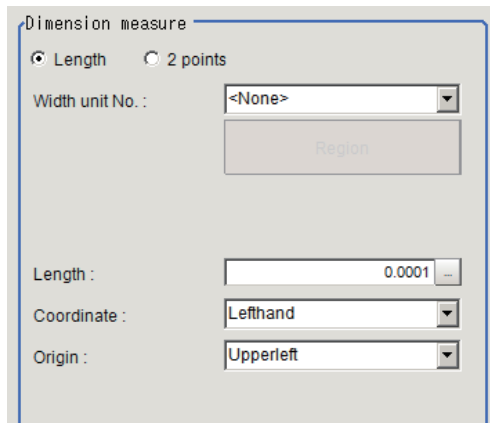 Dimension measure
Length 2 points
Width unit No. : <None>
Region
Length : 0.0001 ...
Coordinate : Lefthand
Origin : Upperleft